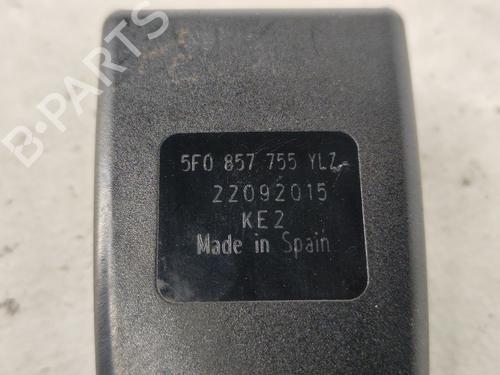 B-PARTS
5F0 857 755 YLZ
22092015
KE2
Made in Spain